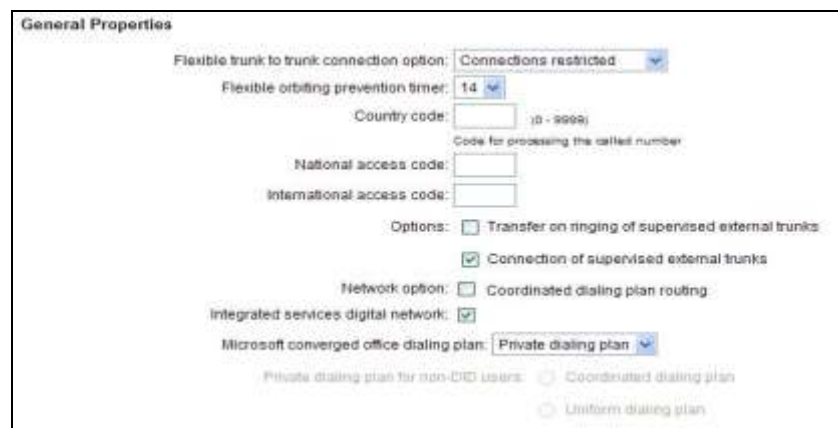 General Properties
Flexible trunk to trunk connection option: Connections restricted
Flexible orbiting prevention timer: 14
Country code: (0 - 9999)
Code for processing the called number
National access code:
International access code:
Options: Transfer on ringing of supervised external trunks
Connection of supervised external trunks
Network option: Coordinated dialing plan routing
Integrated services digital network:
Microsoft converged office dialing plan: Private dialing plan
Private dialing plan for non-DID users: Coordinated dialing plan
Uniform dialing plan